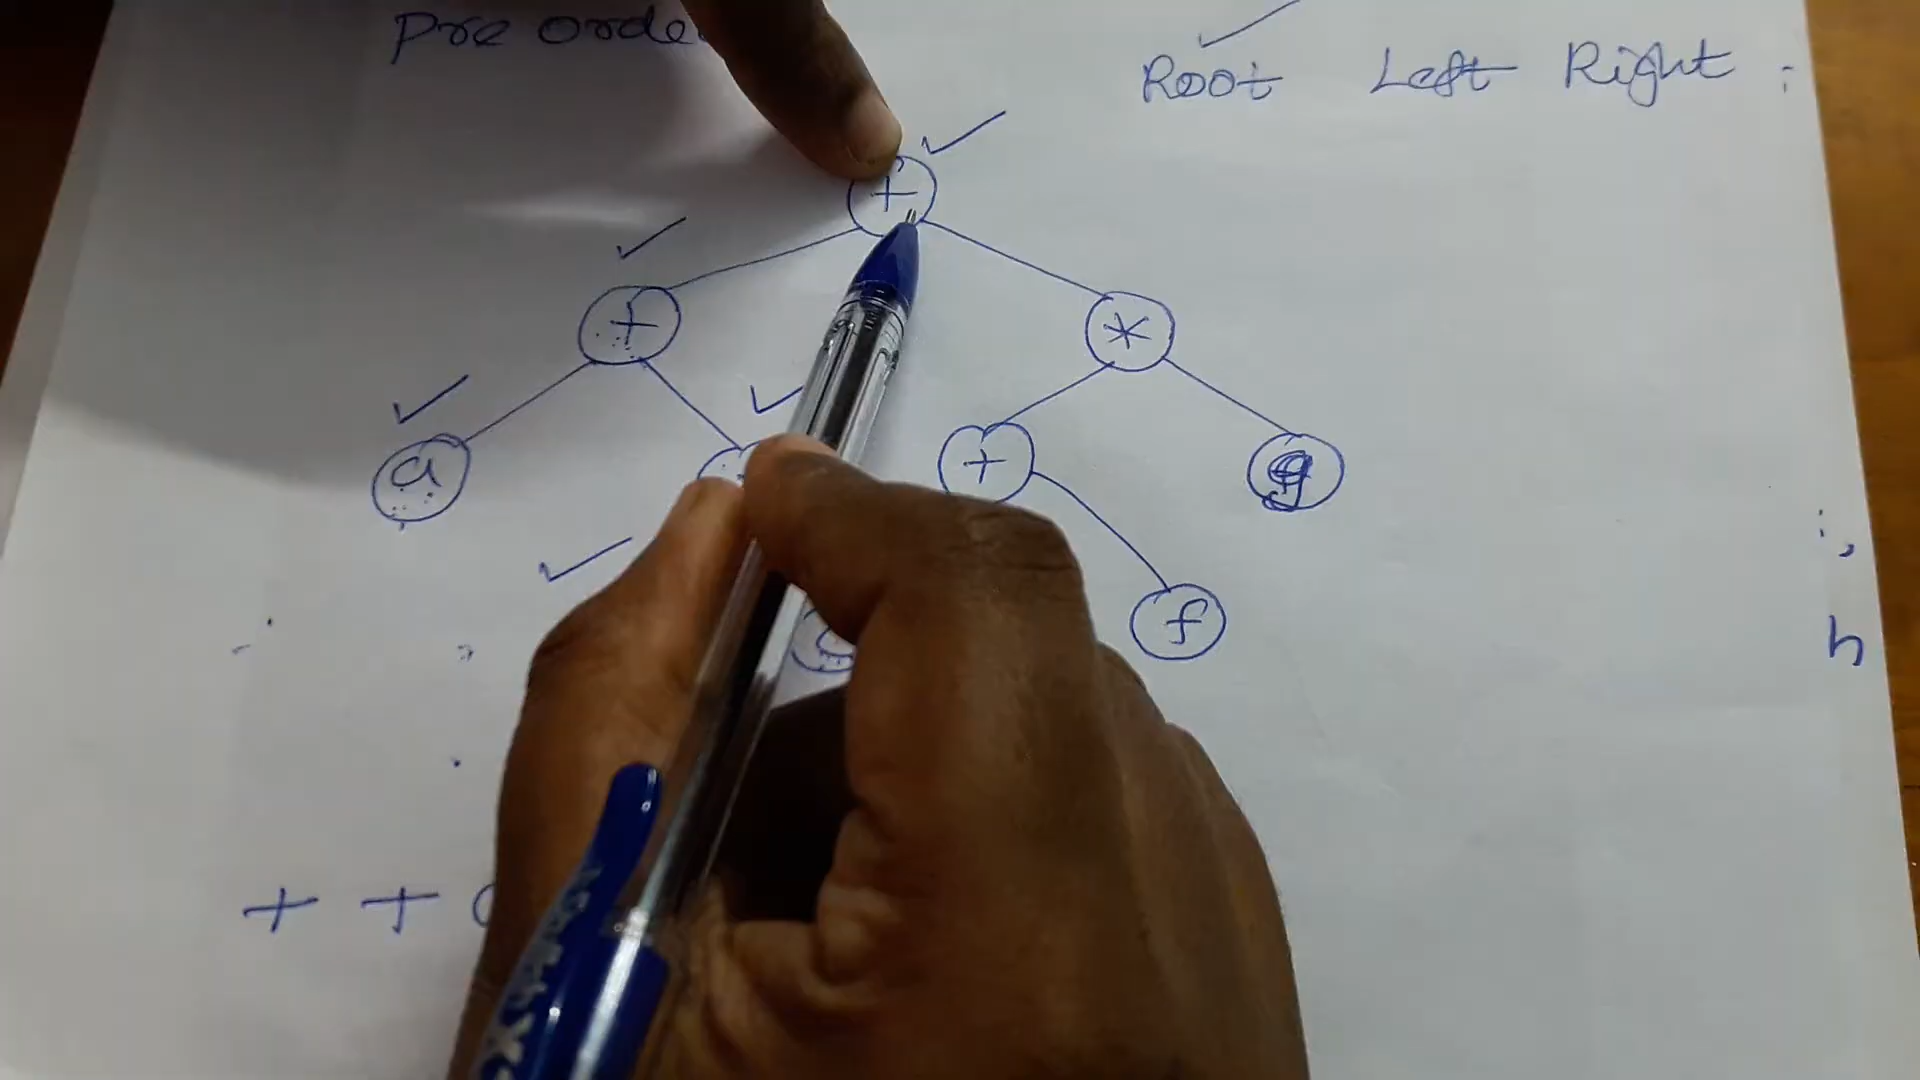 Pre Orde
Root Left Right :
+
+ *
a + g
f
h
+ +